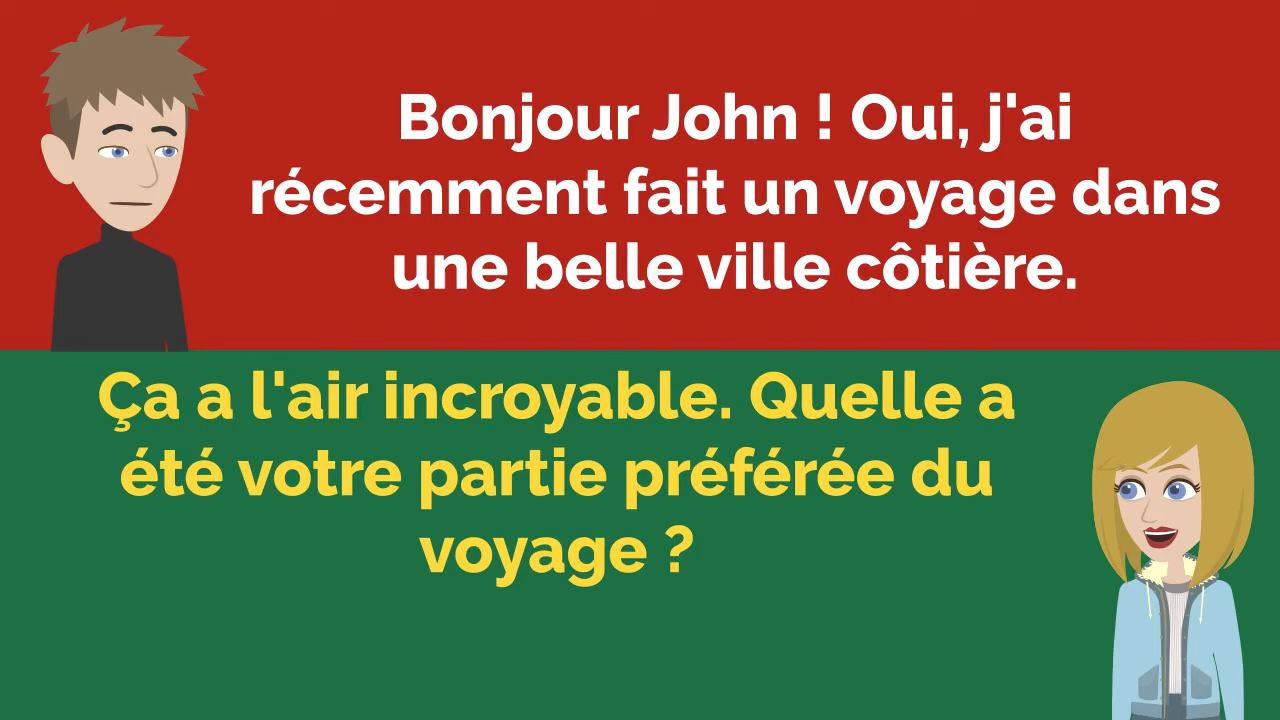 Bonjour John ! Oui, j'ai
récemment fait un voyage dans
une belle ville côtière.
Ça a l'air incroyable. Quelle a
été votre partie préférée du
voyage ?